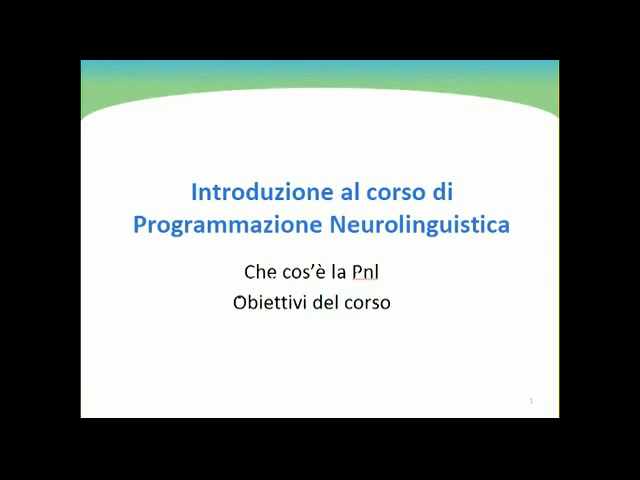 Introduzione al corso di
Programmazione Neurolinguistica
Che cos'è la Pnl
Obiettivi del corso
1